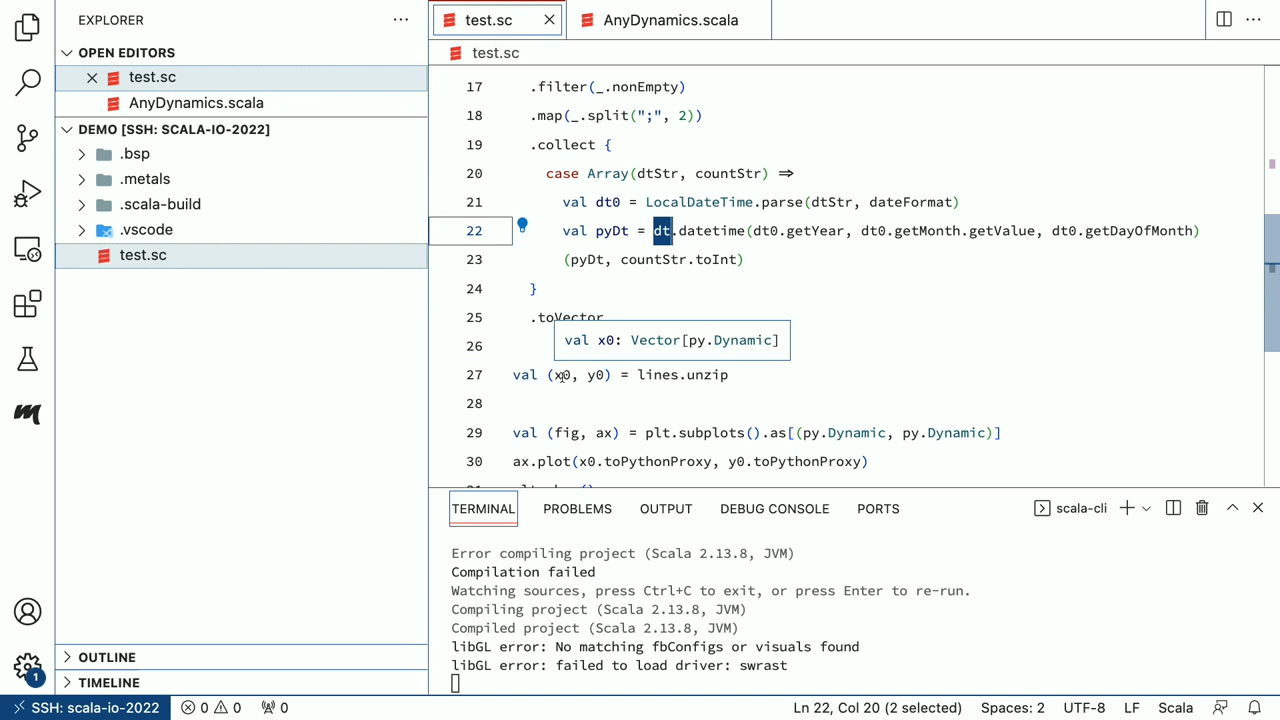 EXPLORER
OPEN EDITORS
test.sc
AnyDynamics.scala
DEMO [SSH: SCALA-IO-2022]
.bsp
.metals
.scala-build
.vscode
test.sc
OUTLINE
TIMELINE
1
test.sc
AnyDynamics.scala
test.sc
17 .filter(_.nonEmpty)
18 .map(_.split(";", 2))
19 .collect {
20 case Array(dtStr, countStr) ⇒
21 val dt0 = LocalDateTime.parse(dtStr, dateFormat)
22 val pyDt = dt.datetime(dt0.getYear, dt0.getMonth.getValue, dt0.getDayOfMonth)
23 (pyDt, countStr.toInt)
24 }
25 .toVector
26
val x0: Vector[py.Dynamic]
27 val (x0, y0) = lines.unzip
28
29 val (fig, ax) = plt.subplots().as[(py.Dynamic, py.Dynamic)]
30 ax.plot(x0.toPythonProxy, y0.toPythonProxy)
TERMINAL PROBLEMS OUTPUT DEBUG CONSOLE PORTS scala-cli
Error compiling project (Scala 2.13.8, JVM)
Compilation failed
Watching sources, press Ctrl+C to exit, or press Enter to re-run.
Compiling project (Scala 2.13.8, JVM)
Compiled project (Scala 2.13.8, JVM)
libGL error: No matching fbConfigs or visuals found
libGL error: failed to load driver: swrast
SSH: scala-io-2022 0 0 0 Ln 22, Col 20 (2 selected) Spaces: 2 UTF-8 LF Scala